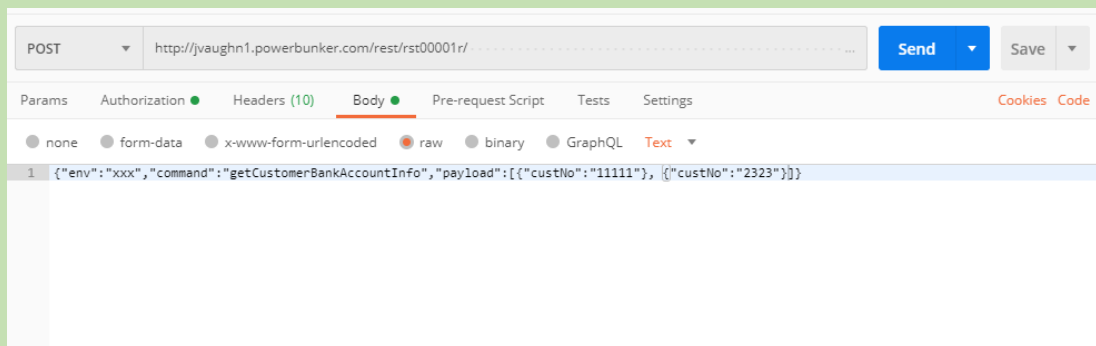 POST http://jvaughn1.powerbunker.com/rest/rst00001r/ ... Send Save
Params Authorization Headers (10) Body Pre-request Script Tests Settings Cookies Code
none form-data x-www-form-urlencoded raw binary GraphQL Text
1 {"env":"xxx","command":"getCustomerBankAccountInfo","payload":[{"custNo":"11111"}, {"custNo":"2323"}]}